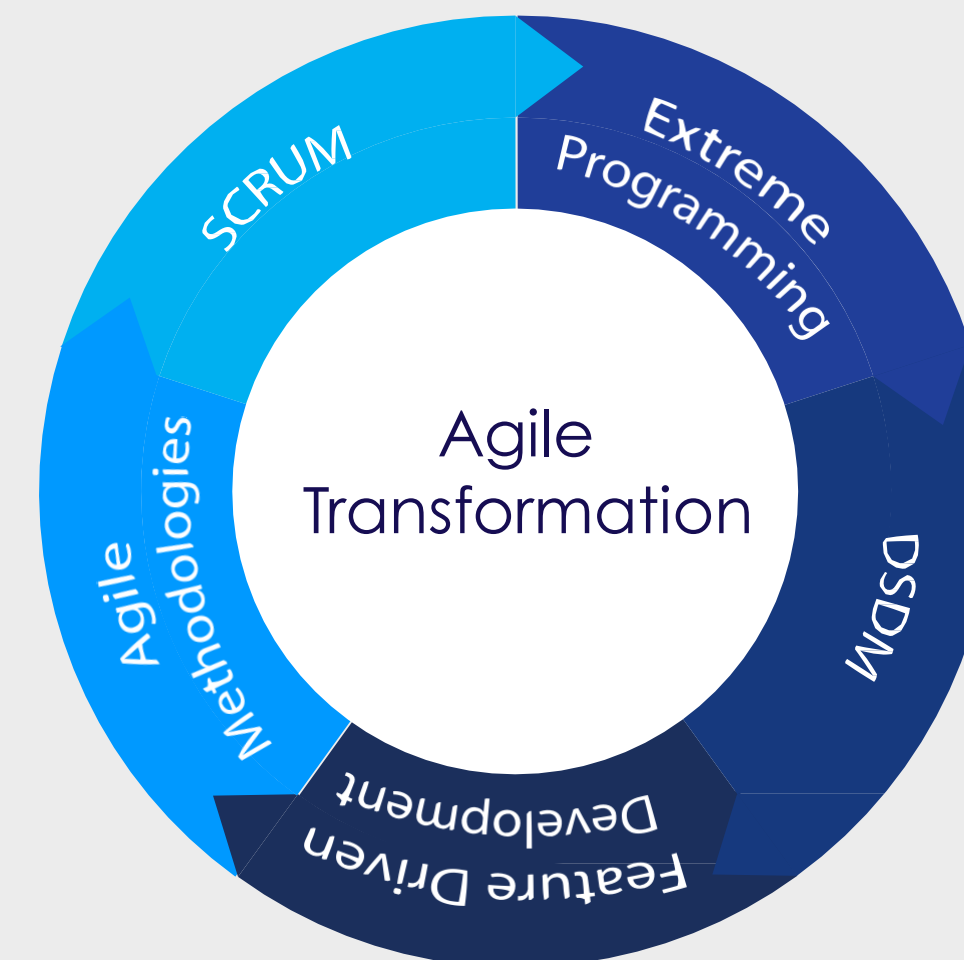 Agile
Transformation
SCRUM
Extreme
Programming
DSDM
Feature Driven
Development
Agile
Methodologies